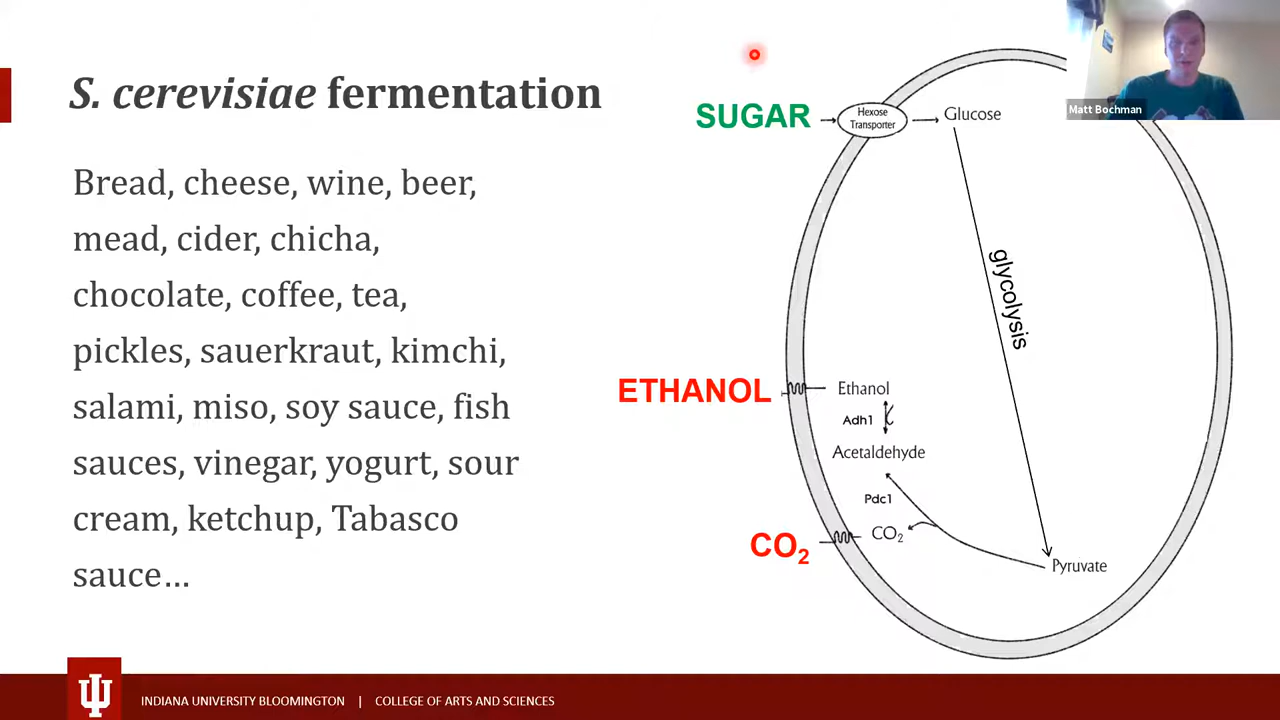 S. cerevisiae fermentation
Bread, cheese, wine, beer,
mead, cider, chicha,
chocolate, coffee, tea,
pickles, sauerkraut, kimchi,
salami, miso, soy sauce, fish
sauces, vinegar, yogurt, sour
cream, ketchup, Tabasco
sauce…
SUGAR
Hexose
Transporter
Glucose
Matt Bochman
glycolysis
ETHANOL
Ethanol
Adh1
Acetaldehyde
Pdc1
CO₂
CO₂
Pyruvate
INDIANA UNIVERSITY BLOOMINGTON | COLLEGE OF ARTS AND SCIENCES